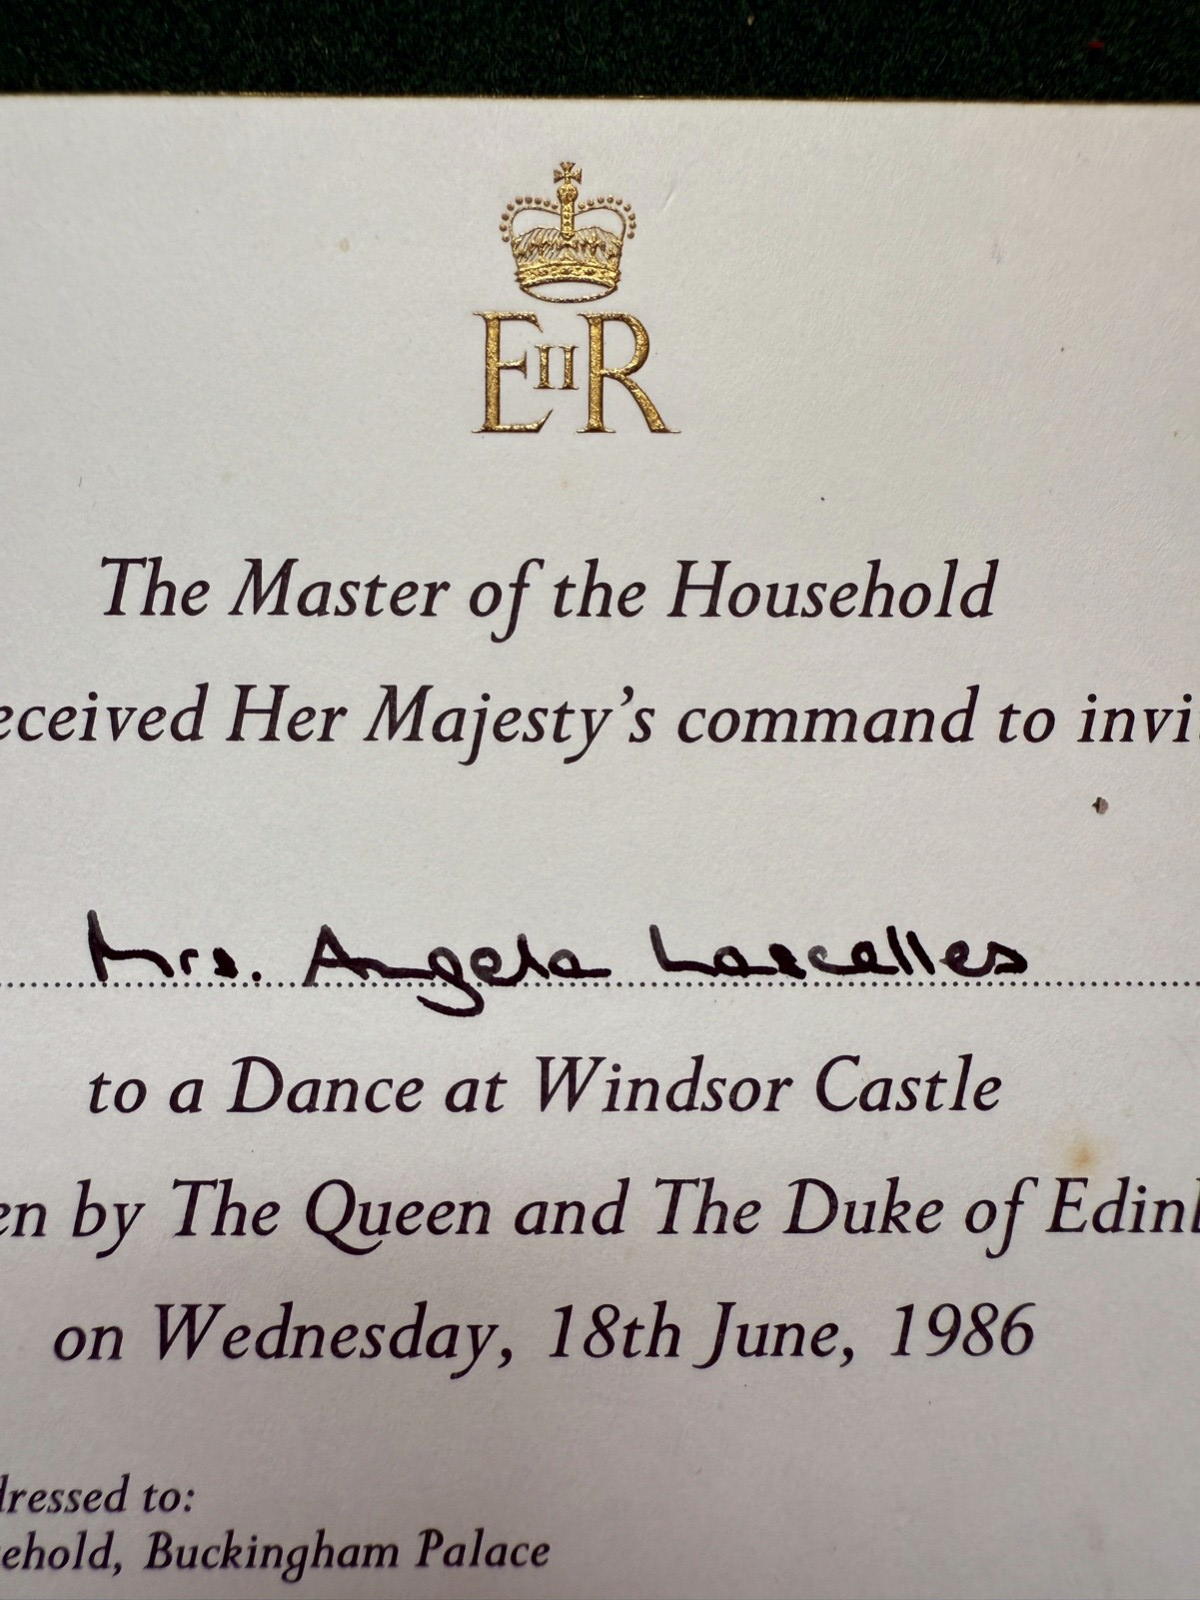 EIIR
The Master of the Household
eceived Her Majesty's command to invi
Mrs. Angela Lascelles
to a Dance at Windsor Castle
en by The Queen and The Duke of Edin
on Wednesday, 18th June, 1986
dressed to:
ehold, Buckingham Palace